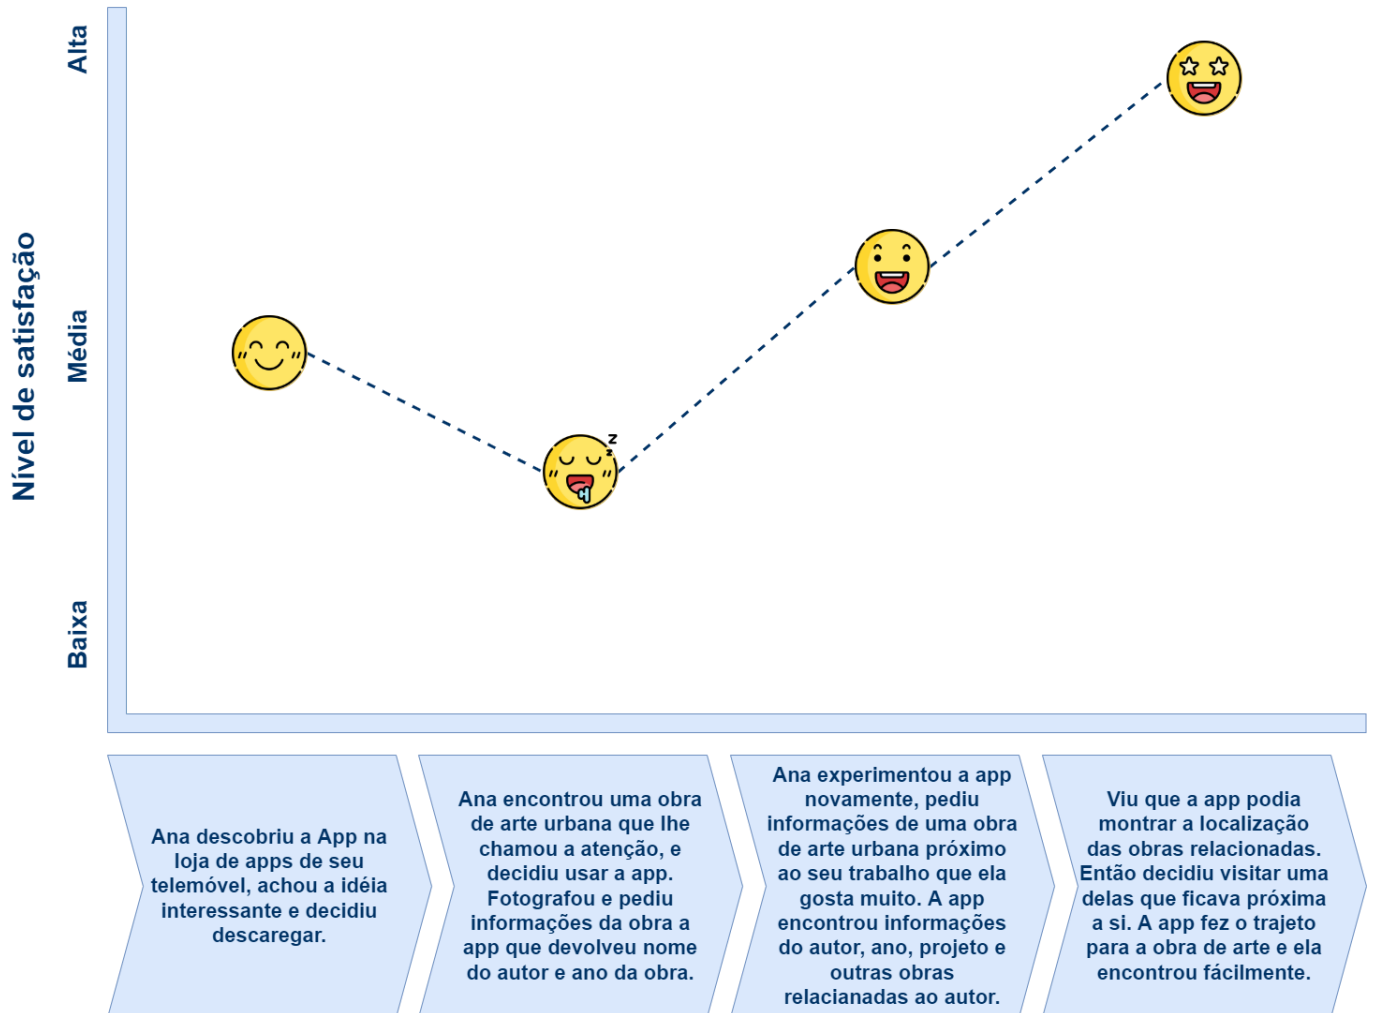 Alta
Nível de satisfação
Média
Baixa
z
z
Ana descobriu a App na
loja de apps de seu
telemóvel, achou a idéia
interessante e decidiu
descaregar.
Ana encontrou uma obra
de arte urbana que lhe
chamou a atenção, e
decidiu usar a app.
Fotografou e pediu
informações da obra a
app que devolveu nome
do autor e ano da obra.
Ana experimentou a app
novamente, pediu
informações de uma obra
de arte urbana próximo
ao seu trabalho que ela
gosta muito. A app
encontrou informações
do autor, ano, projeto e
outras obras
relacianadas ao autor.
Viu que a app podia
montrar a localização
das obras relacionadas.
Então decidiu visitar uma
delas que ficava próxima
a si. A app fez o trajeto
para a obra de arte e ela
encontrou fácilmente.